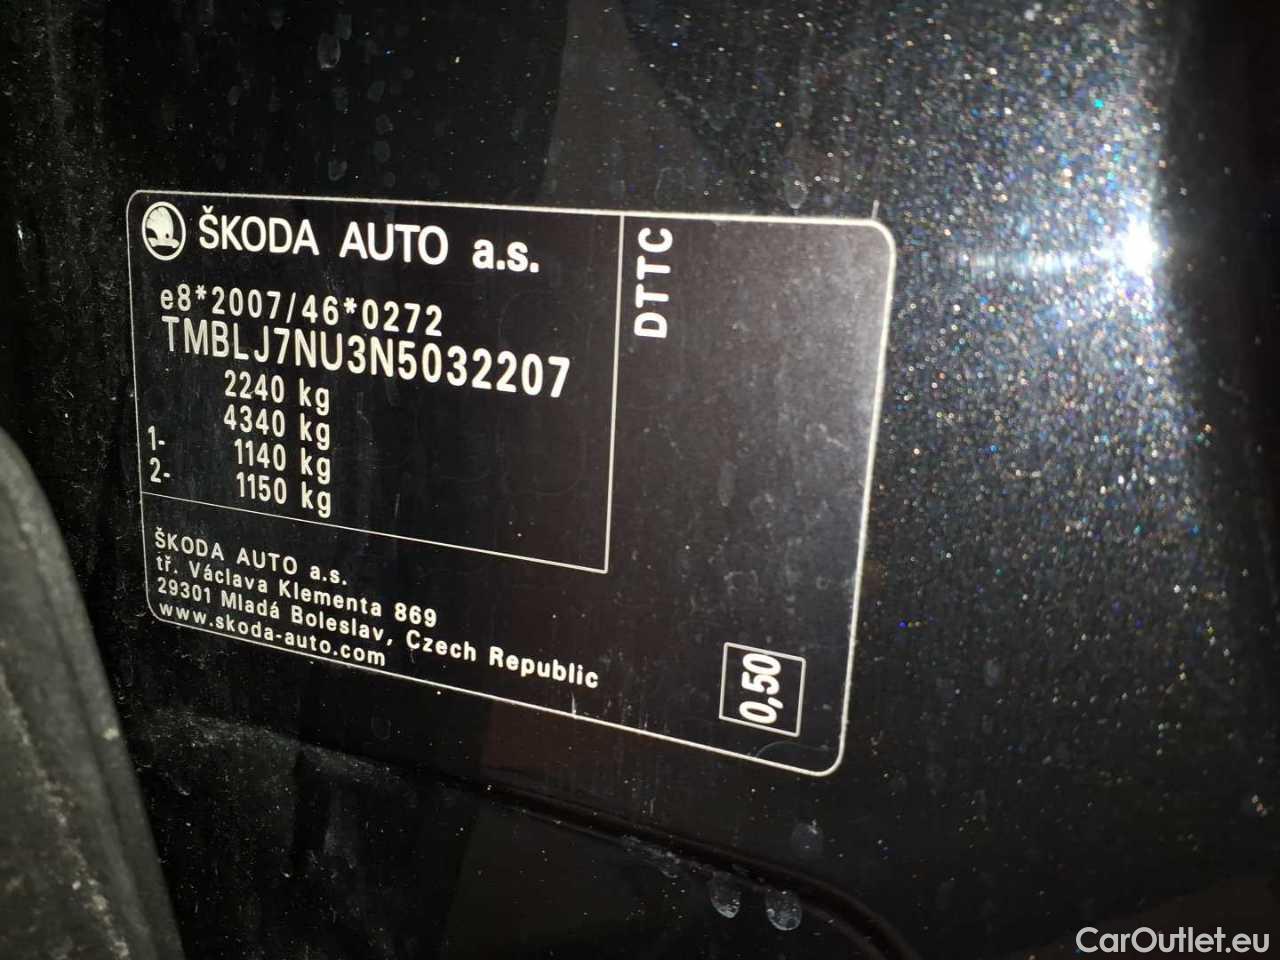 ŠKODA AUTO a.s.
e8*2007/46*0272
TMBLJ7NU3N5032207
2240 kg
4340 kg
1- 1140 kg
2- 1150 kg
DTTC
ŠKODA AUTO a.s.
tř. Václava Klementa 869
29301 Mladá Boleslav, Czech Republic
www.skoda-auto.com
0,50
CarOutlet.eu